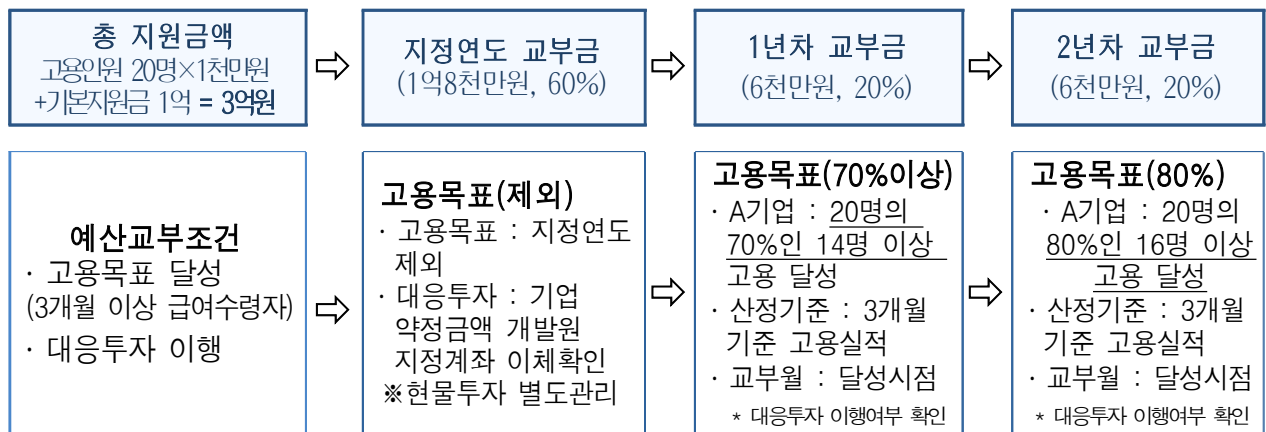 총 지원금액
고용인원 20명×1천만원
+기본지원금 1억 = 3억원
지정연도 교부금
(1억8천만원, 60%)
1년차 교부금
(6천만원, 20%)
2년차 교부금
(6천만원, 20%)
예산교부조건
· 고용목표 달성
(3개월 이상 급여수령자)
· 대응투자 이행
고용목표(제외)
· 고용목표 : 지정연도
제외
· 대응투자 : 기업
약정금액 개발원
지정계좌 이체확인
※현물투자 별도관리
고용목표(70%이상)
· A기업 : 20명의
70%인 14명 이상
고용 달성
· 산정기준 : 3개월
기준 고용실적
· 교부월 : 달성시점
* 대응투자 이행여부 확인
고용목표(80%)
· A기업 : 20명의
80%인 16명 이상
고용 달성
· 산정기준 : 3개월
기준 고용실적
· 교부월 : 달성시점
* 대응투자 이행여부 확인